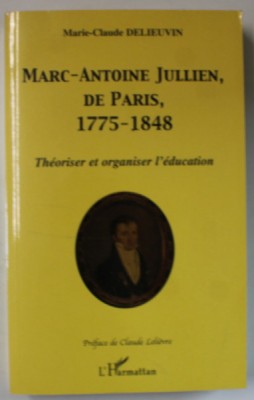 Marie-Claude DELIEUVIN
MARC-ANTOINE JULLIEN,
DE PARIS,
1775-1848
Théoriser et organiser l'éducation
Préface de Claude Lelièvre
L'Harmattan